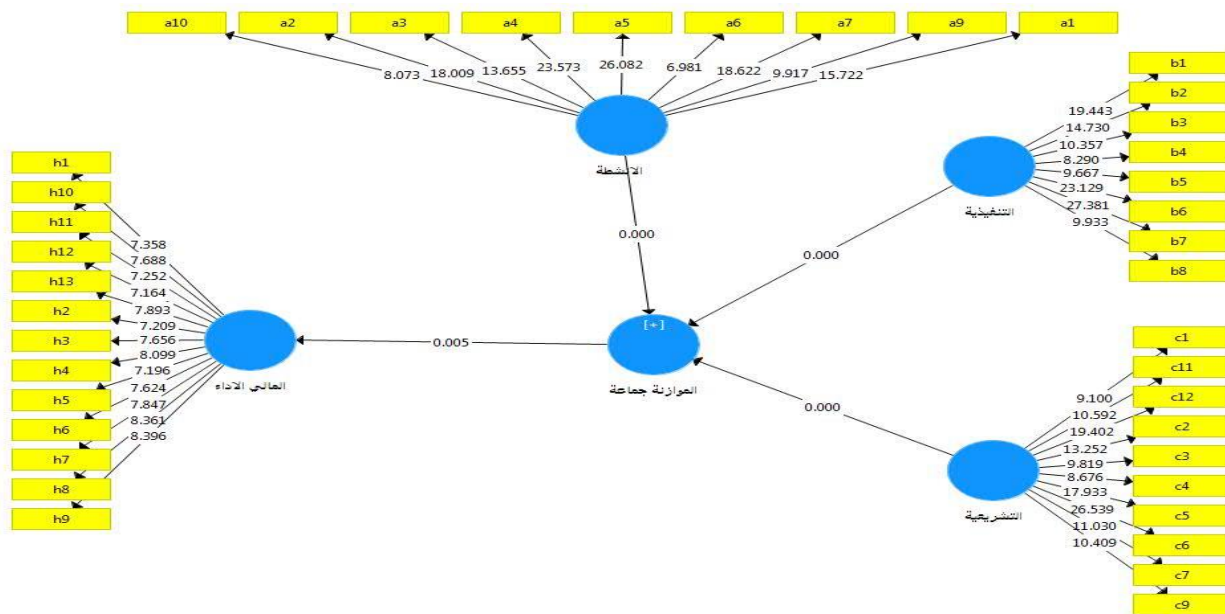 a10 a2 a3 a4 a5 a6 a7 a9 a1
8.073 18.009 13.655 23.573 26.082 6.981 18.622 9.917 15.722
الانشطة
b1
b2
b3
b4
b5
b6
b7
b8
19.443
14.730
10.357
8.290
9.667
23.129
27.381
9.933
التنفيذية
h1
h10
h11
h12
h13
h2
h3
h4
h5
h6
h7
h8
h9
7.358
7.688
7.252
7.164
7.893
7.209
7.656
8.099
7.196
7.624
7.847
8.361
8.396
المالي الاداء
0.000
0.000
[+]
0.005
الموازنة جماعة
0.000
c1
c11
c12
c2
c3
c4
c5
c6
c7
c9
9.100
10.592
19.402
13.252
9.819
8.676
17.933
26.539
11.030
10.409
التشريعية